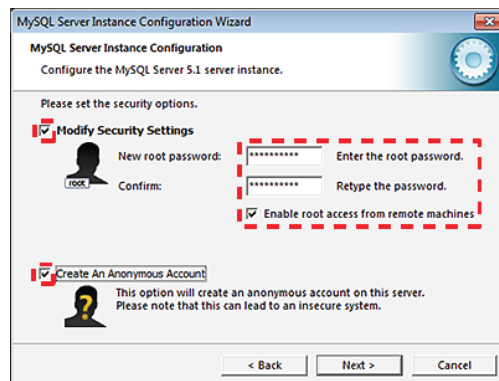 MySQL Server Instance Configuration Wizard
MySQL Server Instance Configuration
Configure the MySQL Server 5.1 server instance.
Please set the security options.
Modify Security Settings
New root password: ********** Enter the root password.
root
Confirm: ********** Retype the password.
Enable root access from remote machines
Create An Anonymous Account
This option will create an anonymous account on this server.
Please note that this can lead to an insecure system.
< Back Next > Cancel